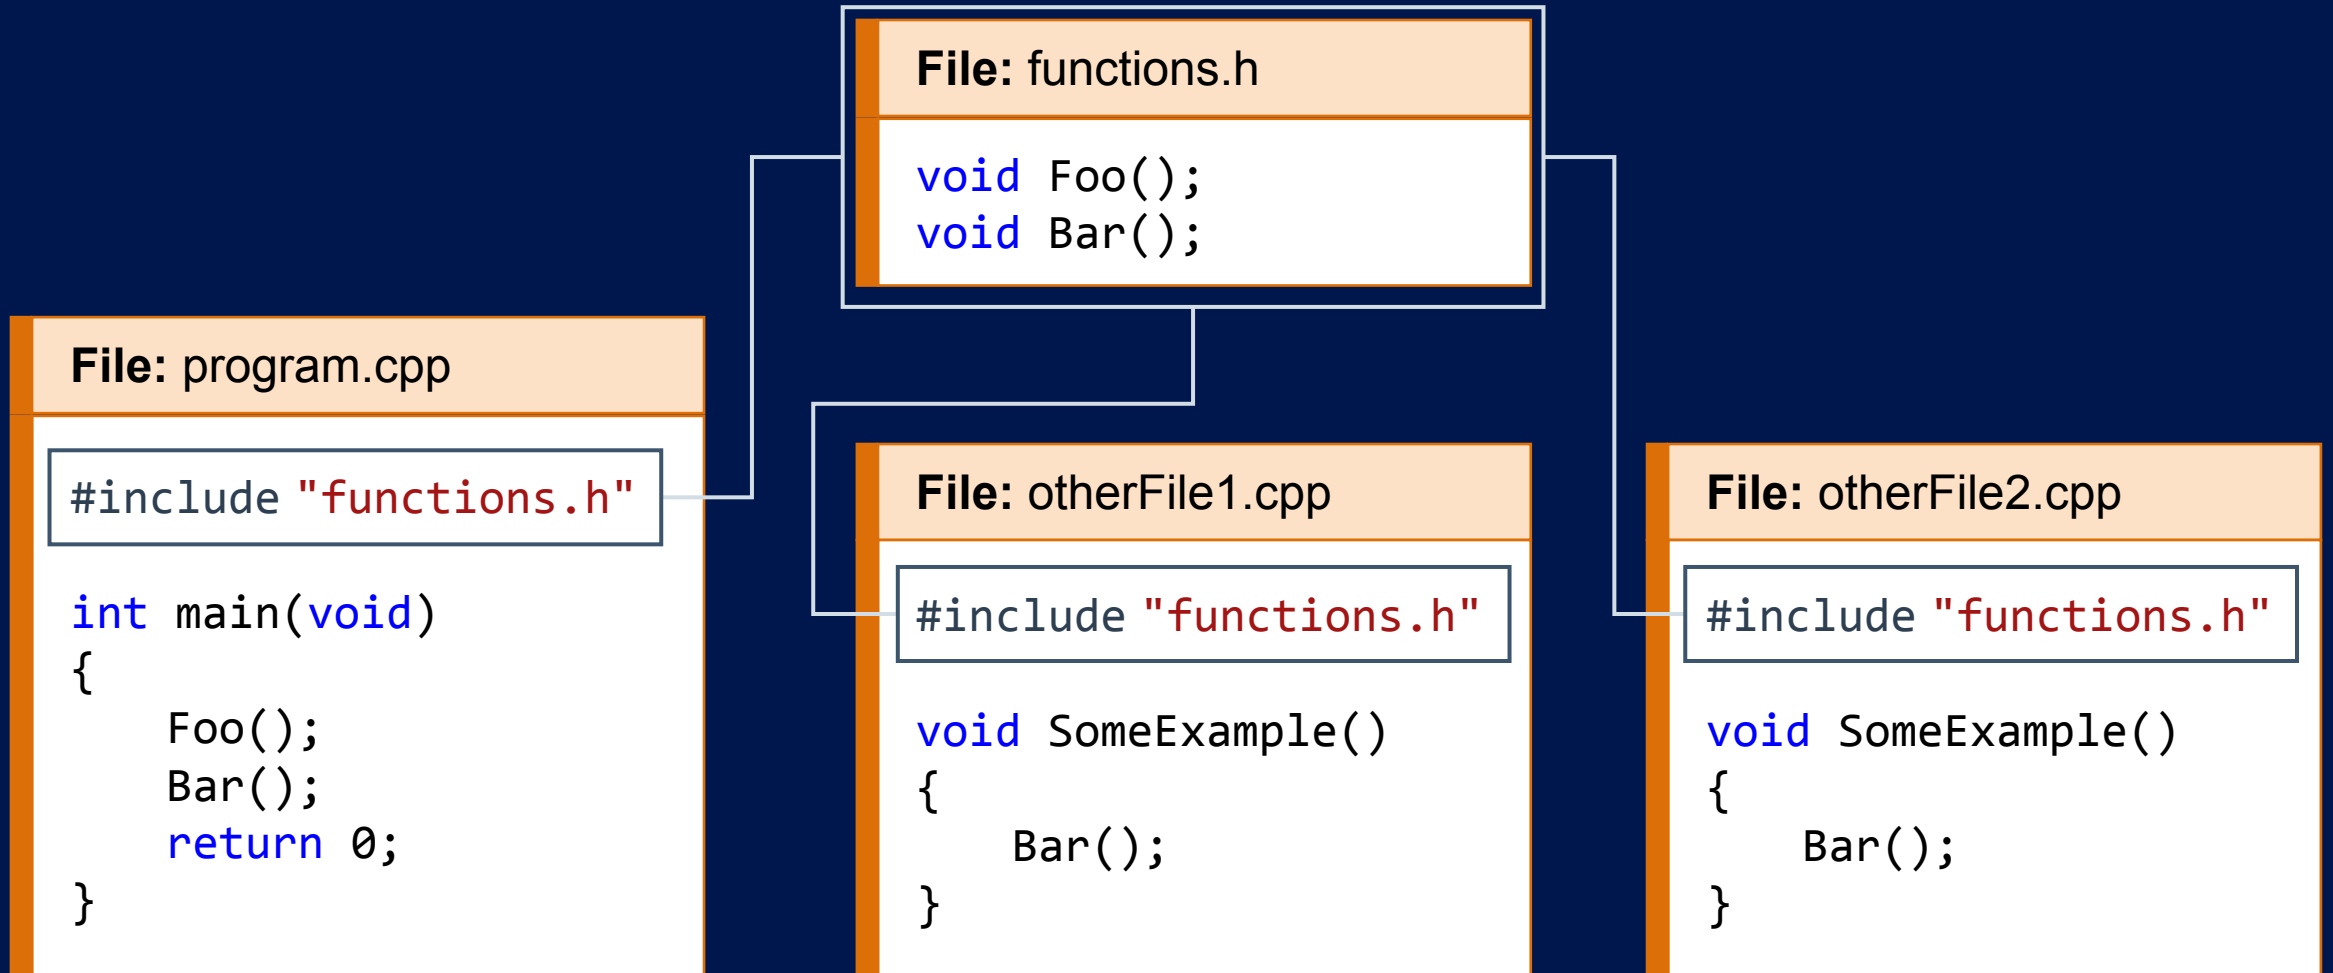 File: functions.h
void Foo();
void Bar();
File: program.cpp
#include "functions.h"
int main(void)
{
    Foo();
    Bar();
    return 0;
}
File: otherFile1.cpp
#include "functions.h"
void SomeExample()
{
    Bar();
}
File: otherFile2.cpp
#include "functions.h"
void SomeExample()
{
    Bar();
}